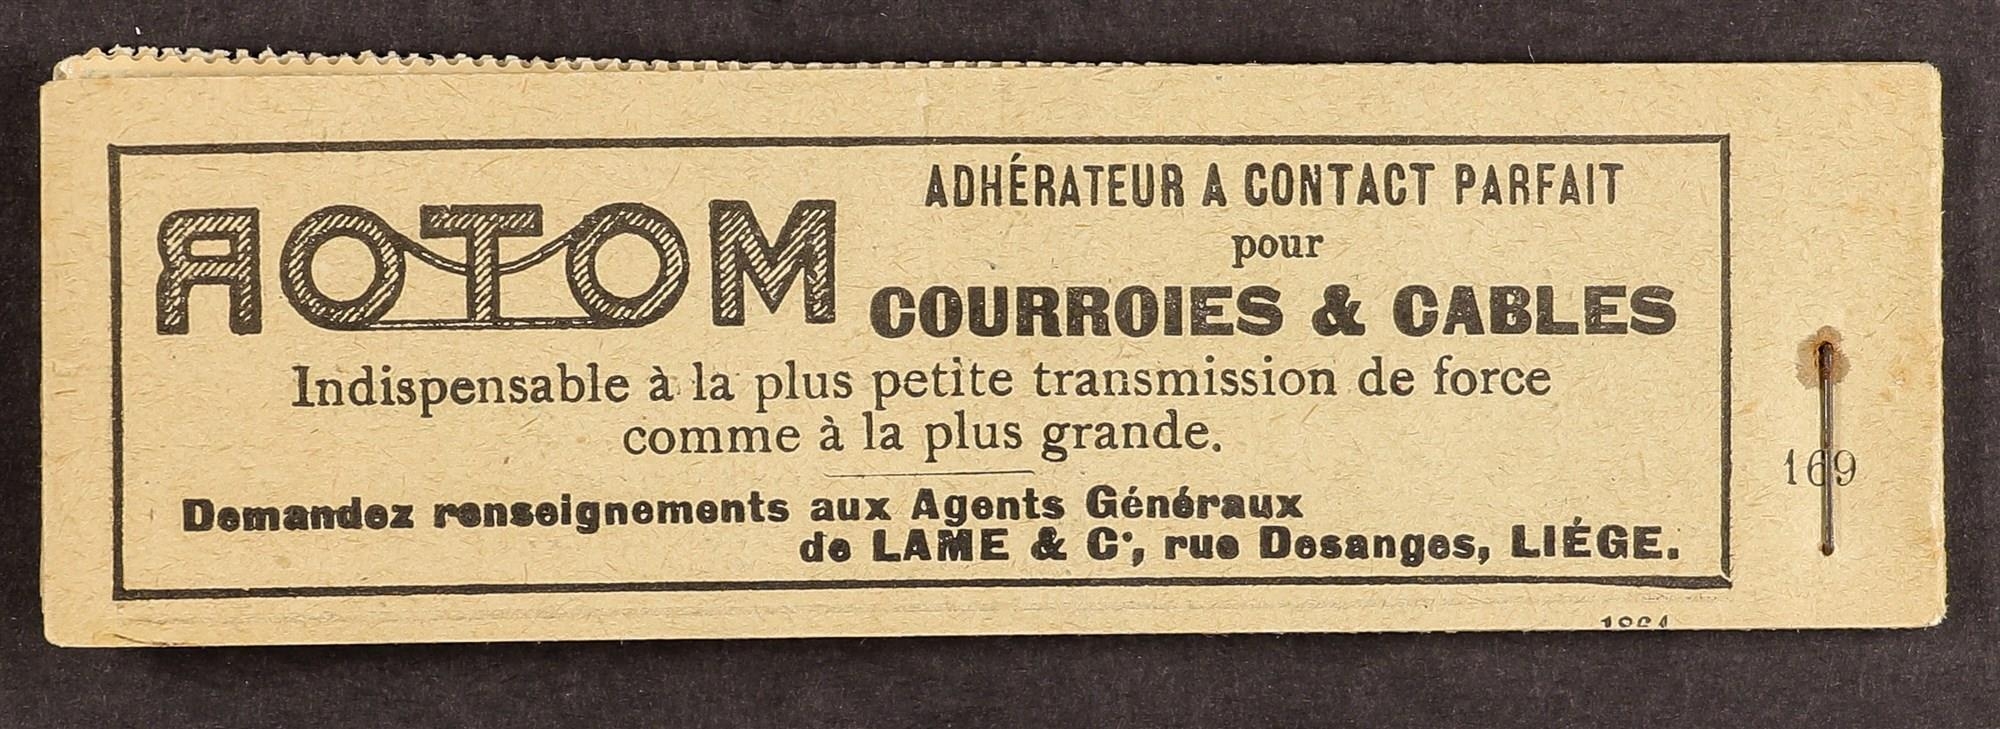 ROTOM
ADHÉRATEUR A CONTACT PARFAIT
pour
COURROIES & CABLES
Indispensable à la plus petite transmission de force
comme à la plus grande.
Demandez renseignements aux Agents Généraux
de LAME & C°, rue Desanges, LIÉGE.
169